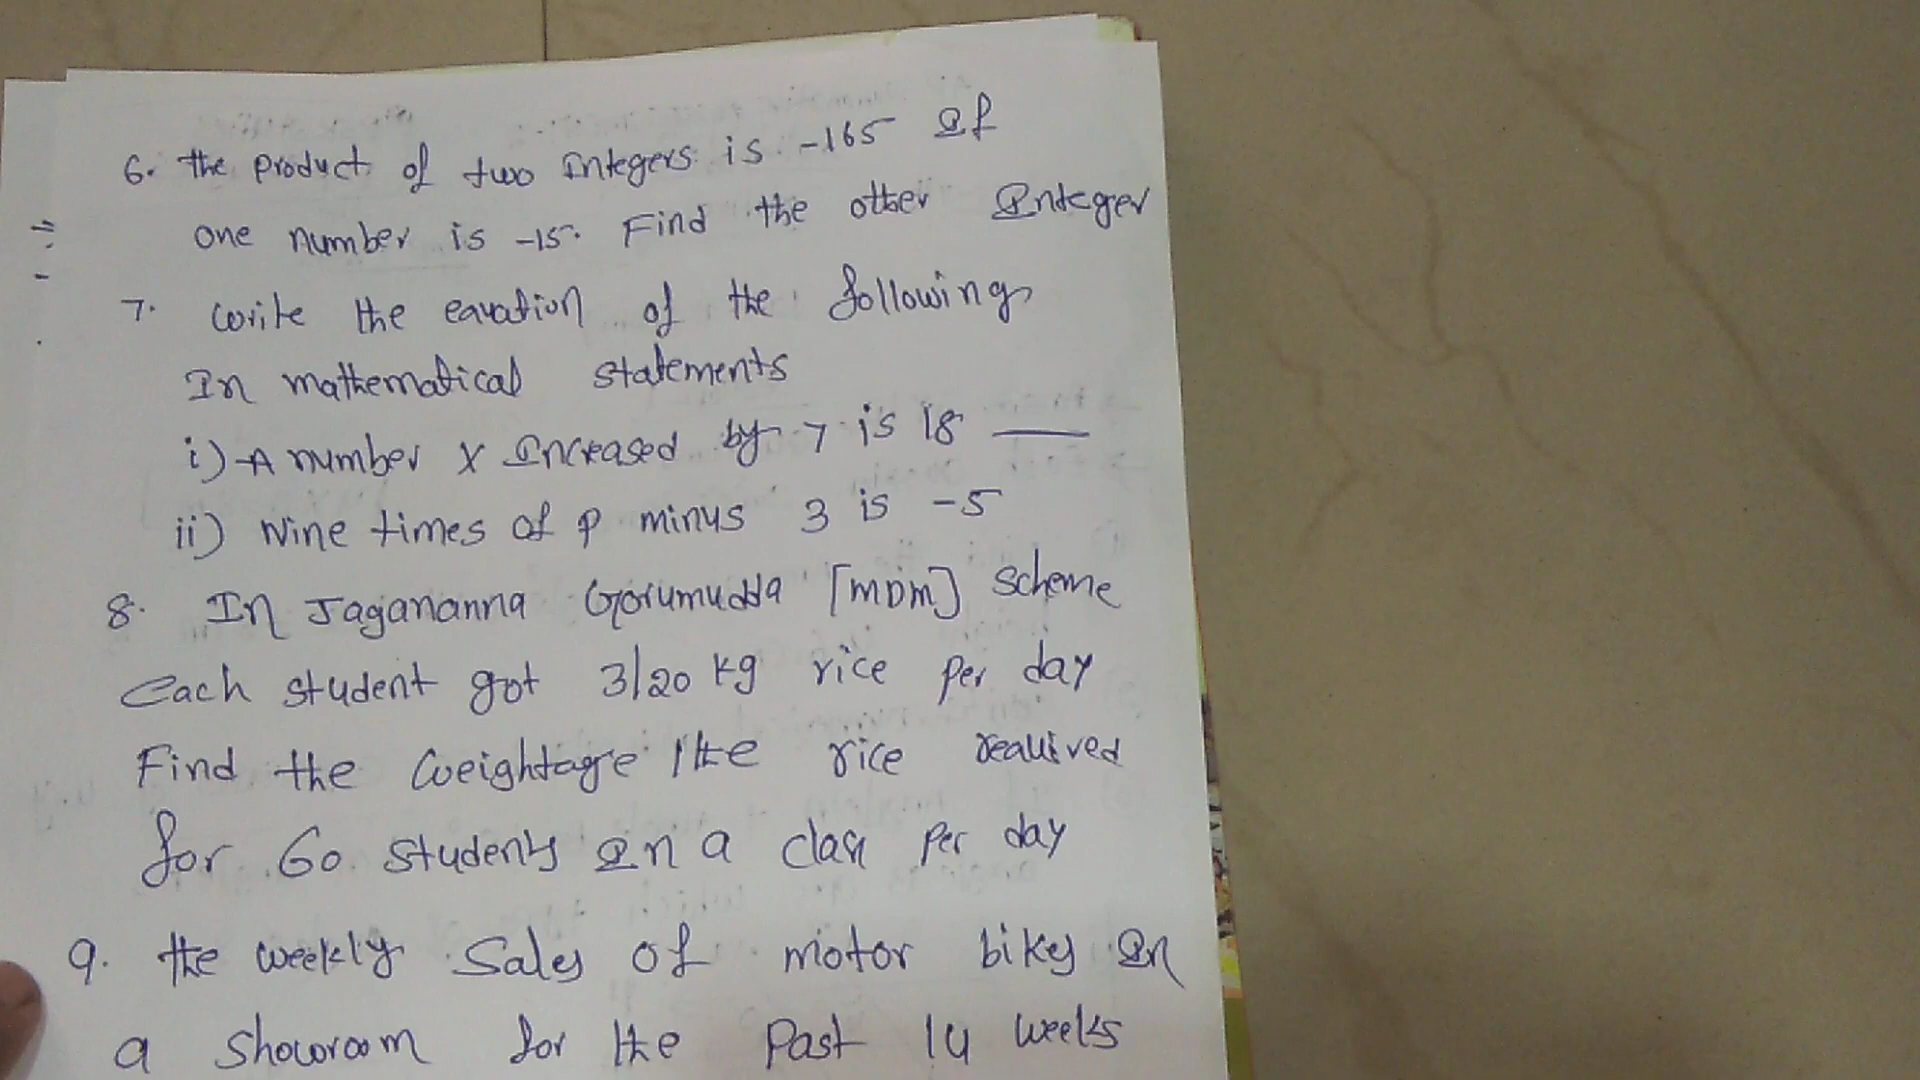 6. the product of two integers is -165 If
one number is -15. Find the other Integer
7. write the eauation of the following
In mathematical statements
i) A number x Increased by 7 is 18 ____
ii) Nine times of p minus 3 is -5
8. In Jagananna Gorumudda [MDM] scheme
each student got 3/20 kg rice per day
Find the weightage the rice reauired
for 60 students In a class per day
9. the weekly sales of motor bikes In
a showroom for the past 14 weeks